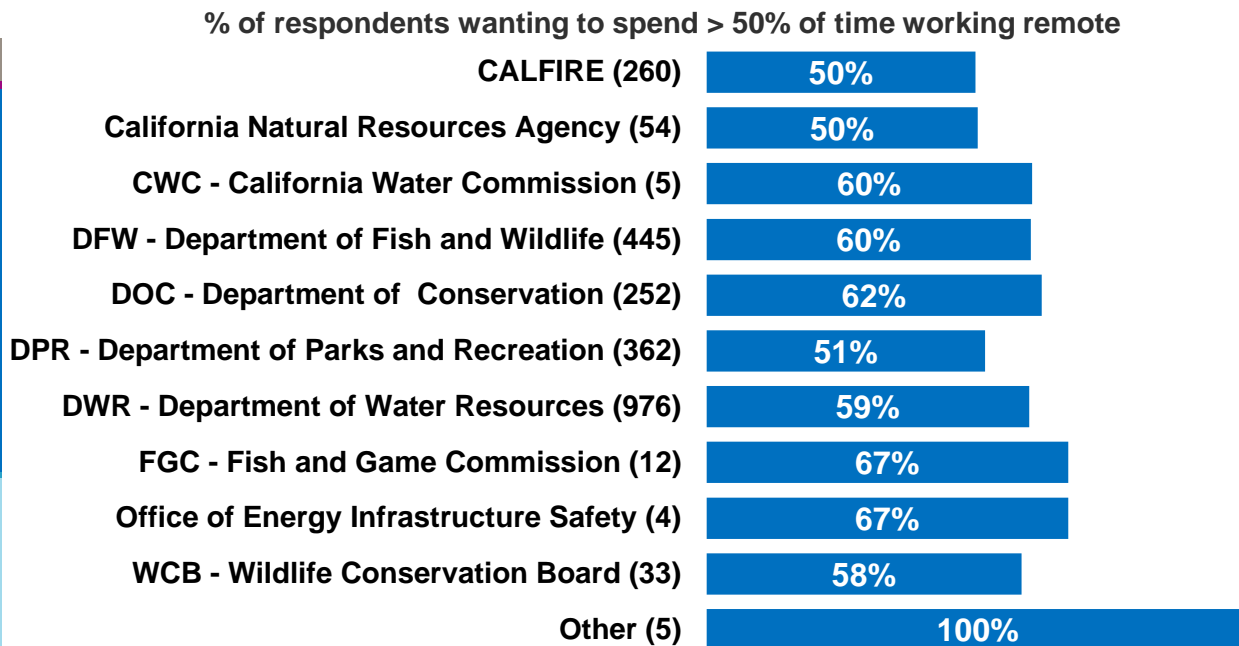 % of respondents wanting to spend > 50% of time working remote
CALFIRE (260) 50%
California Natural Resources Agency (54) 50%
CWC - California Water Commission (5) 60%
DFW - Department of Fish and Wildlife (445) 60%
DOC - Department of  Conservation (252) 62%
DPR - Department of Parks and Recreation (362) 51%
DWR - Department of Water Resources (976) 59%
FGC - Fish and Game Commission (12) 67%
Office of Energy Infrastructure Safety (4) 67%
WCB - Wildlife Conservation Board (33) 58%
Other (5) 100%